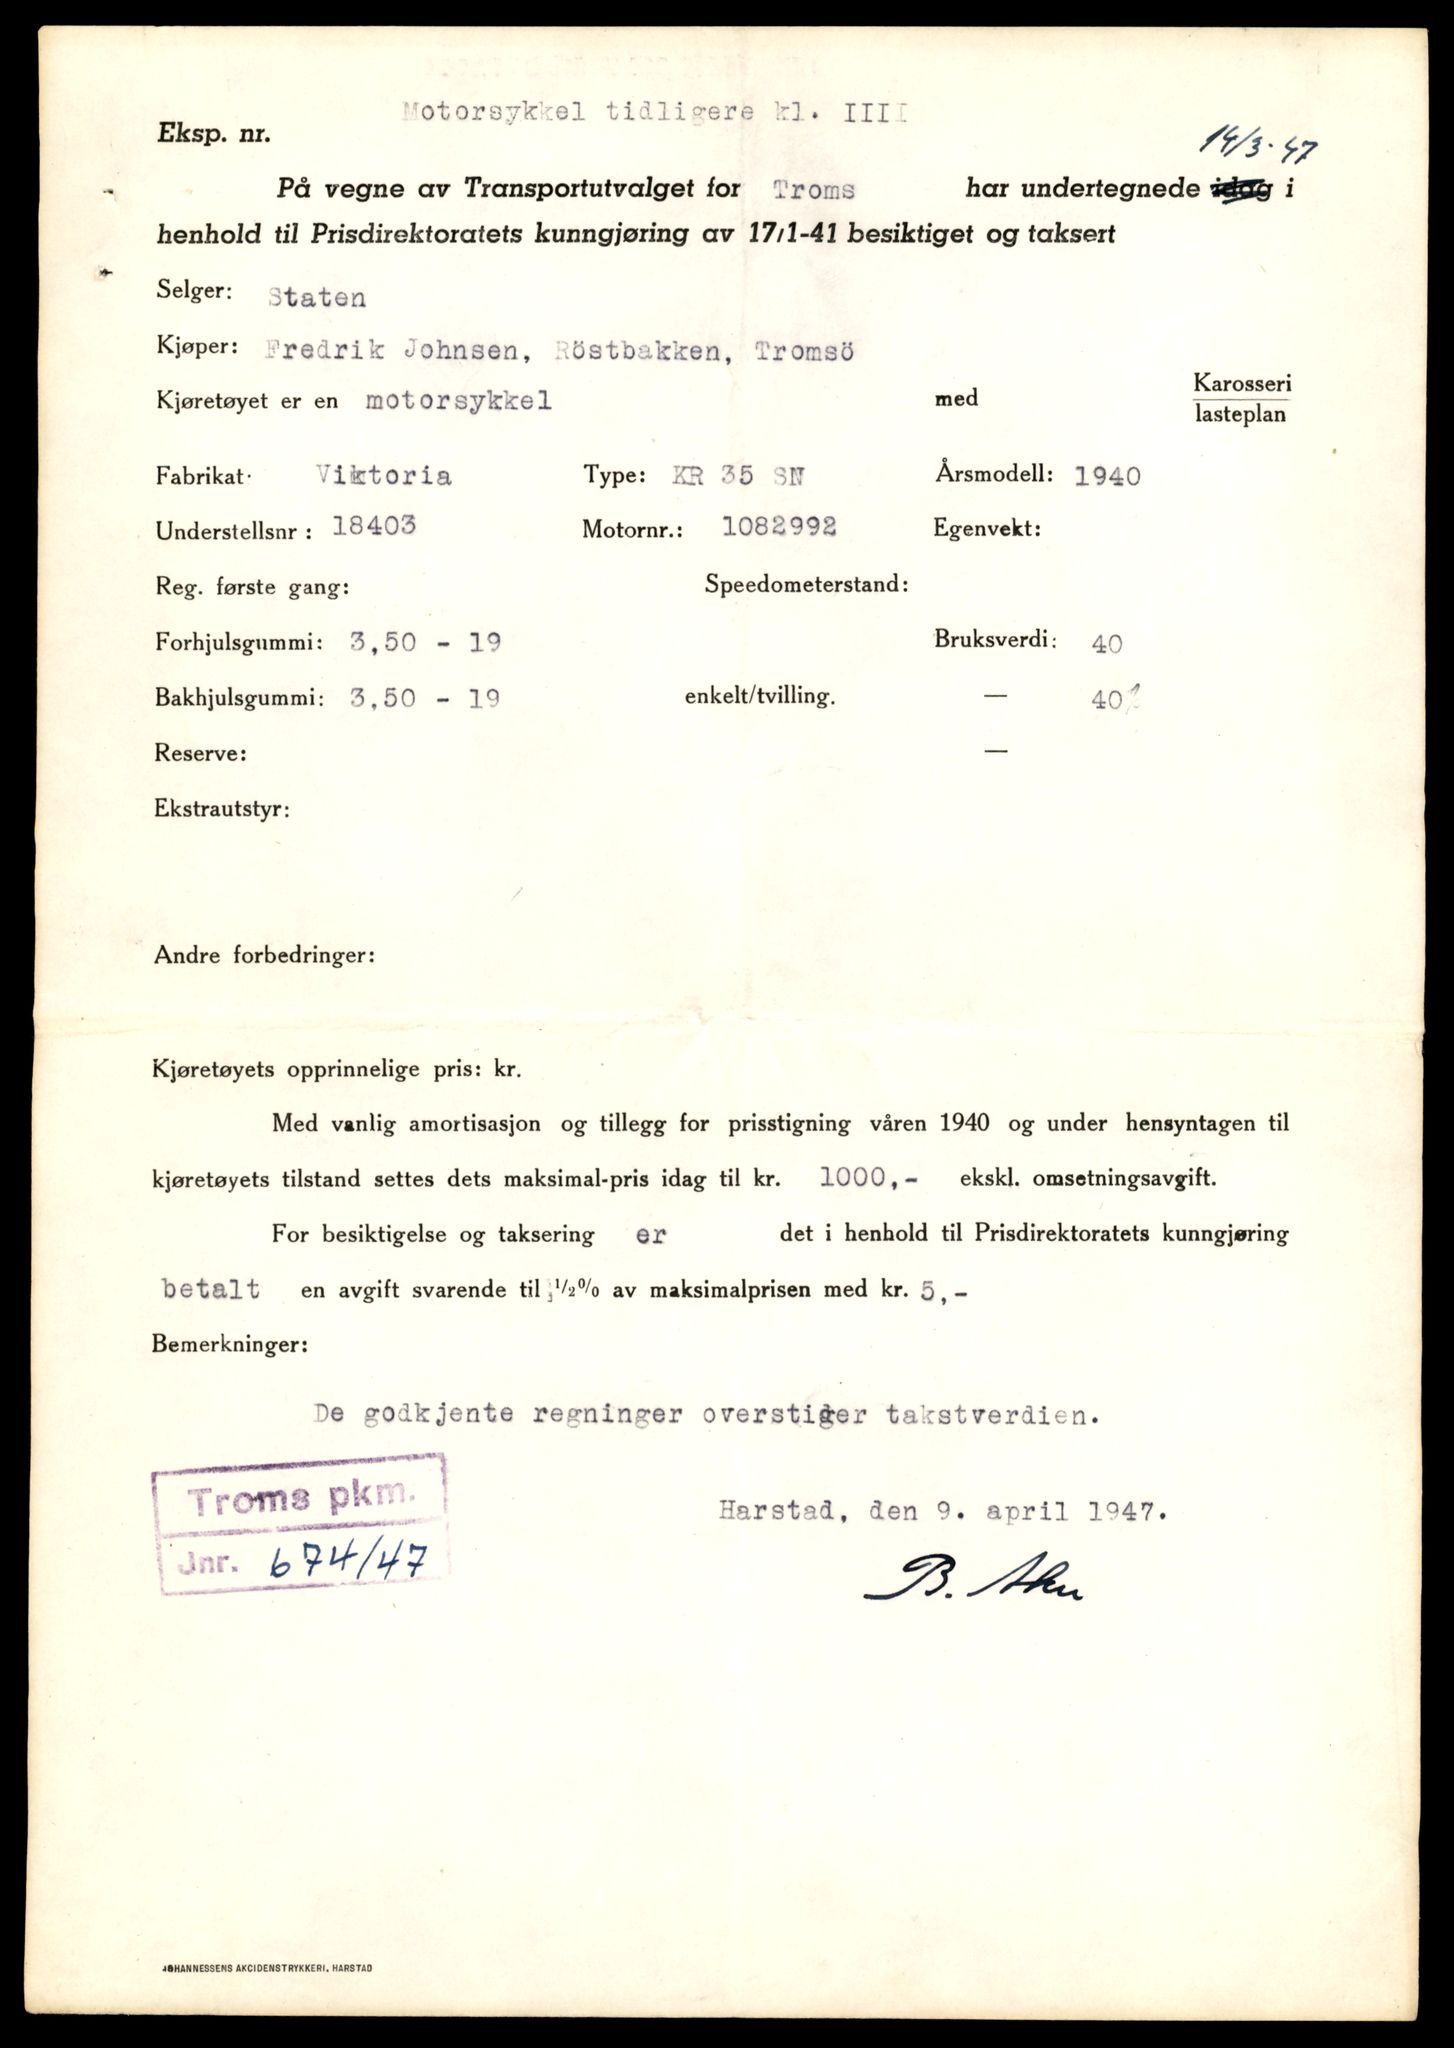 Motorsykkel tidligere kl. IIII
Eksp. nr.
14/3-47
På vegne av Transportutvalget for Troms har undertegnede idag i
henhold til Prisdirektoratets kunngjøring av 17/1-41 besiktiget og taksert
Selger: Staten
Kjøper: Fredrik Johnsen, Röstbakken, Tromsö
Kjøretøyet er en motorsykkel med Karosseri
lasteplan
Fabrikat· Viktoria Type: KR 35 SN Årsmodell: 1940
Understellsnr : 18403 Motornr.: 1082992 Egenvekt:
Reg. første gang: Speedometerstand:
Forhjulsgummi: 3,50 - 19 Bruksverdi: 40
Bakhjulsgummi: 3,50 - 19 enkelt/tvilling. — 40
Reserve: —
Ekstrautstyr:
Andre forbedringer:
Kjøretøyets opprinnelige pris: kr.
Med vanlig amortisasjon og tillegg for prisstigning våren 1940 og under hensyntagen til
kjøretøyets tilstand settes dets maksimal-pris idag til kr. 1000,- ekskl. omsetningsavgift.
For besiktigelse og taksering er det i henhold til Prisdirektoratets kunngjøring
betalt en avgift svarende til ½% av maksimalprisen med kr. 5,-
Bemerkninger:
De godkjente regninger overstiger takstverdien.
Troms pkm.
Jnr. 674/47
Harstad, den 9. april 1947.
B.
JOHANNESSENS AKCIDENSTRYKKERI, HARSTAD